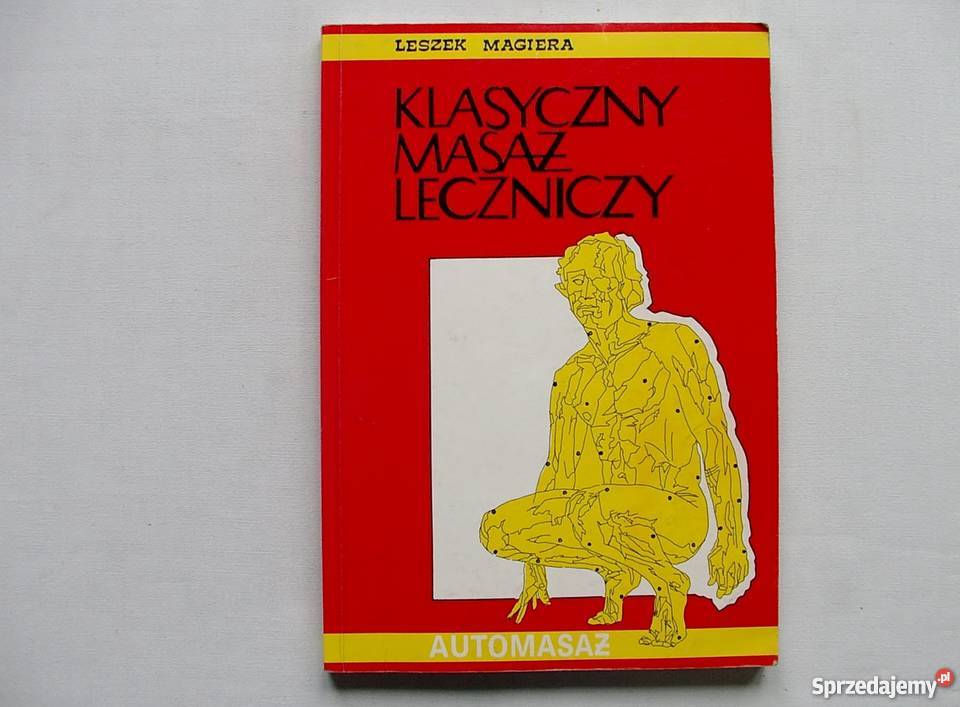 LESZEK MAGIERA
KLASYCZNY
MASAŻ
LECZNICZY
AUTOMASAŻ
Sprzedajemy.pl